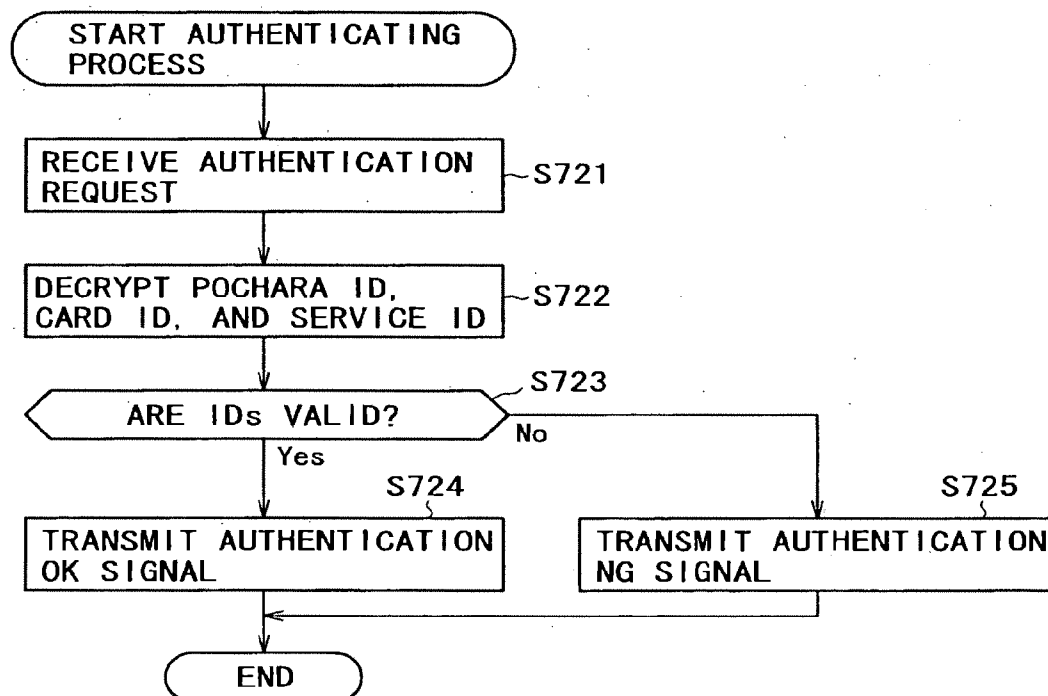 START AUTHENTICATING
PROCESS
RECEIVE AUTHENTICATION
REQUEST
S721
DECRYPT POCHARA ID,
CARD ID, AND SERVICE ID
S722
S723
ARE IDs VALID?
No
Yes
S724
S725
TRANSMIT AUTHENTICATION
OK SIGNAL
TRANSMIT AUTHENTICATION
NG SIGNAL
END